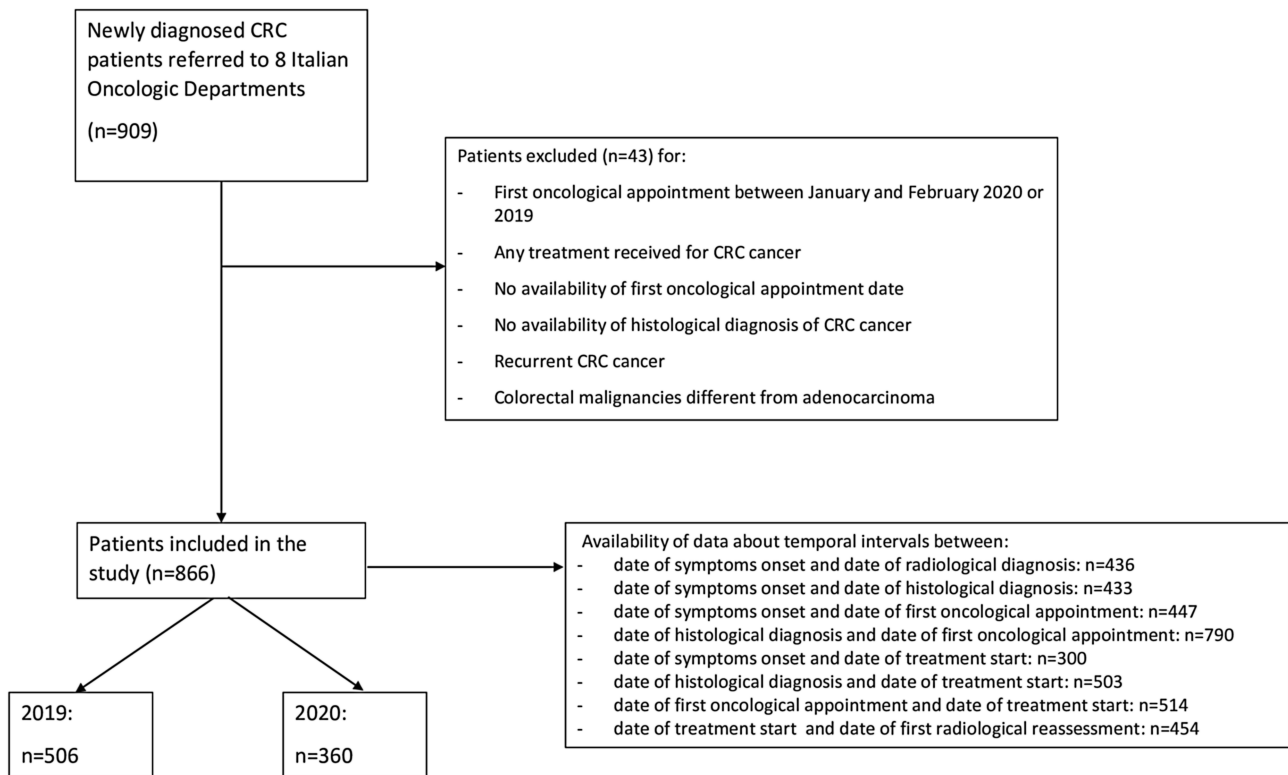 Newly diagnosed CRC
patients referred to 8 Italian
Oncologic Departments
(n=909)
Patients excluded (n=43) for:
- First oncological appointment between January and February 2020 or
2019
- Any treatment received for CRC cancer
- No availability of first oncological appointment date
- No availability of histological diagnosis of CRC cancer
- Recurrent CRC cancer
- Colorectal malignancies different from adenocarcinoma
Patients included in the
study (n=866)
Availability of data about temporal intervals between:
- date of symptoms onset and date of radiological diagnosis: n=436
- date of symptoms onset and date of histological diagnosis: n=433
- date of symptoms onset and date of first oncological appointment: n=447
- date of histological diagnosis and date of first oncological appointment: n=790
- date of symptoms onset and date of treatment start: n=300
- date of histological diagnosis and date of treatment start: n=503
- date of first oncological appointment and date of treatment start: n=514
- date of treatment start and date of first radiological reassessment: n=454
2019:
n=506
2020:
n=360